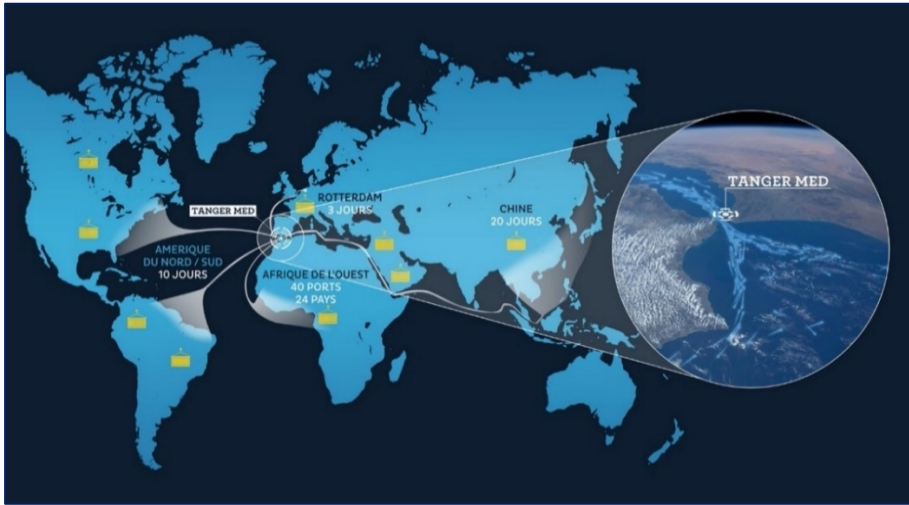 ROTTERDAM
3 JOURS
TANGER MED
CHINE
20 JOURS
AMERIQUE
DU NORD / SUD
10 JOURS
AFRIQUE DE L'OUEST
40 PORTS
24 PAYS
TANGER MED